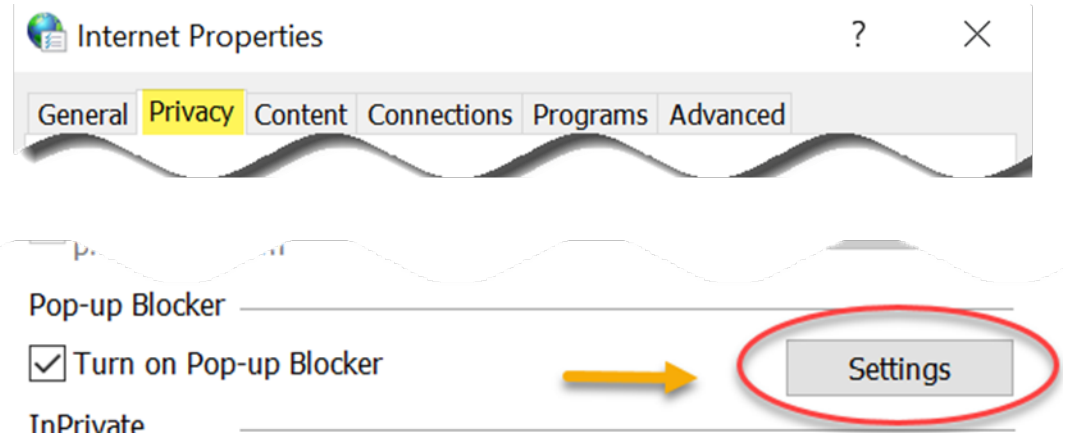 Internet Properties ?
General Privacy Content Connections Programs Advanced
Pop-up Blocker
Turn on Pop-up Blocker Settings
InPrivate